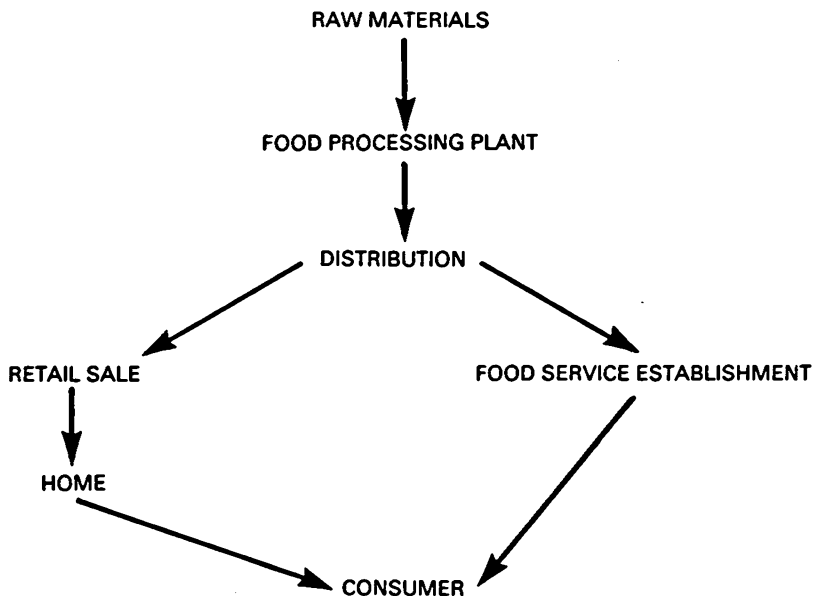 RAW MATERIALS
FOOD PROCESSING PLANT
DISTRIBUTION
RETAIL SALE
FOOD SERVICE ESTABLISHMENT
HOME
CONSUMER